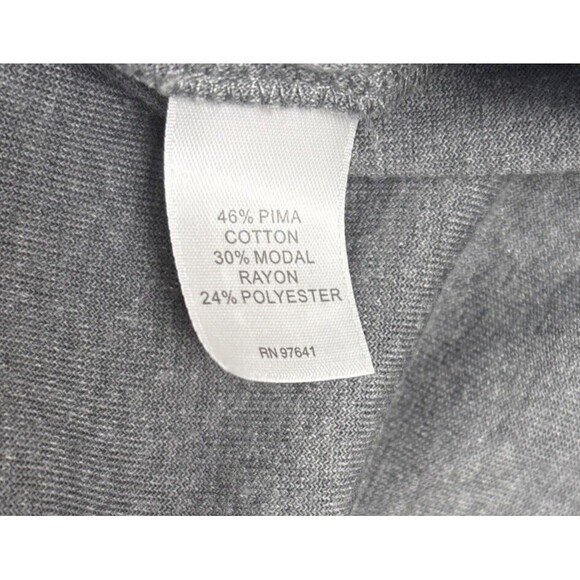 46% PIMA
COTTON
30% MODAL
RAYON
24% POLYESTER
RN 97641